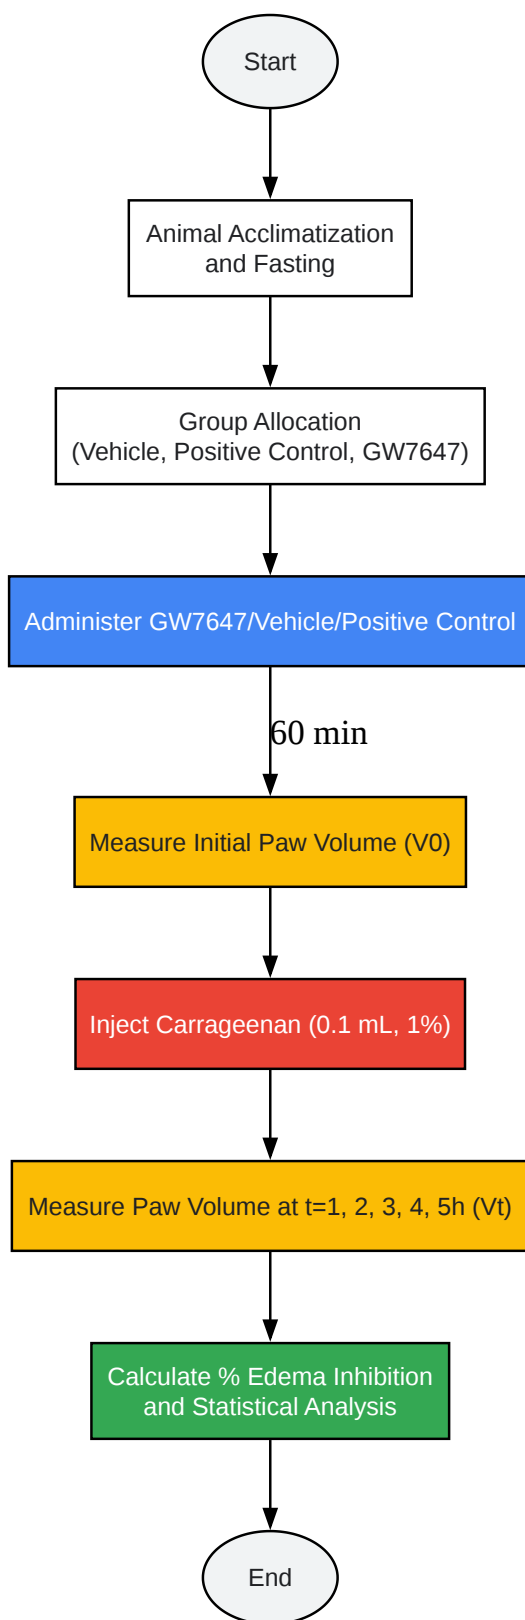 Start
Animal Acclimatization
and Fasting
Group Allocation
(Vehicle, Positive Control, GW7647)
Administer GW7647/Vehicle/Positive Control
60 min
Measure Initial Paw Volume (V0)
Inject Carrageenan (0.1 mL, 1%)
Measure Paw Volume at t=1, 2, 3, 4, 5h (Vt)
Calculate % Edema Inhibition
and Statistical Analysis
End